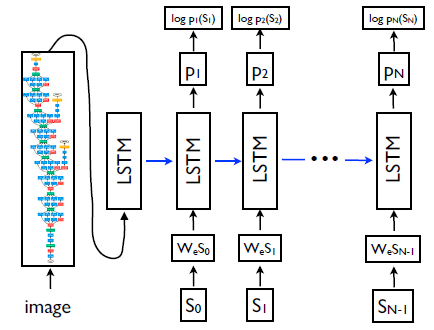 log p₁(S₁) log p₂(S₂) log pN(SN)
p₁ p₂ pN
LSTM LSTM LSTM LSTM
WₑS₀ WₑS₁ WₑSN-1
image S₀ S₁ SN-1